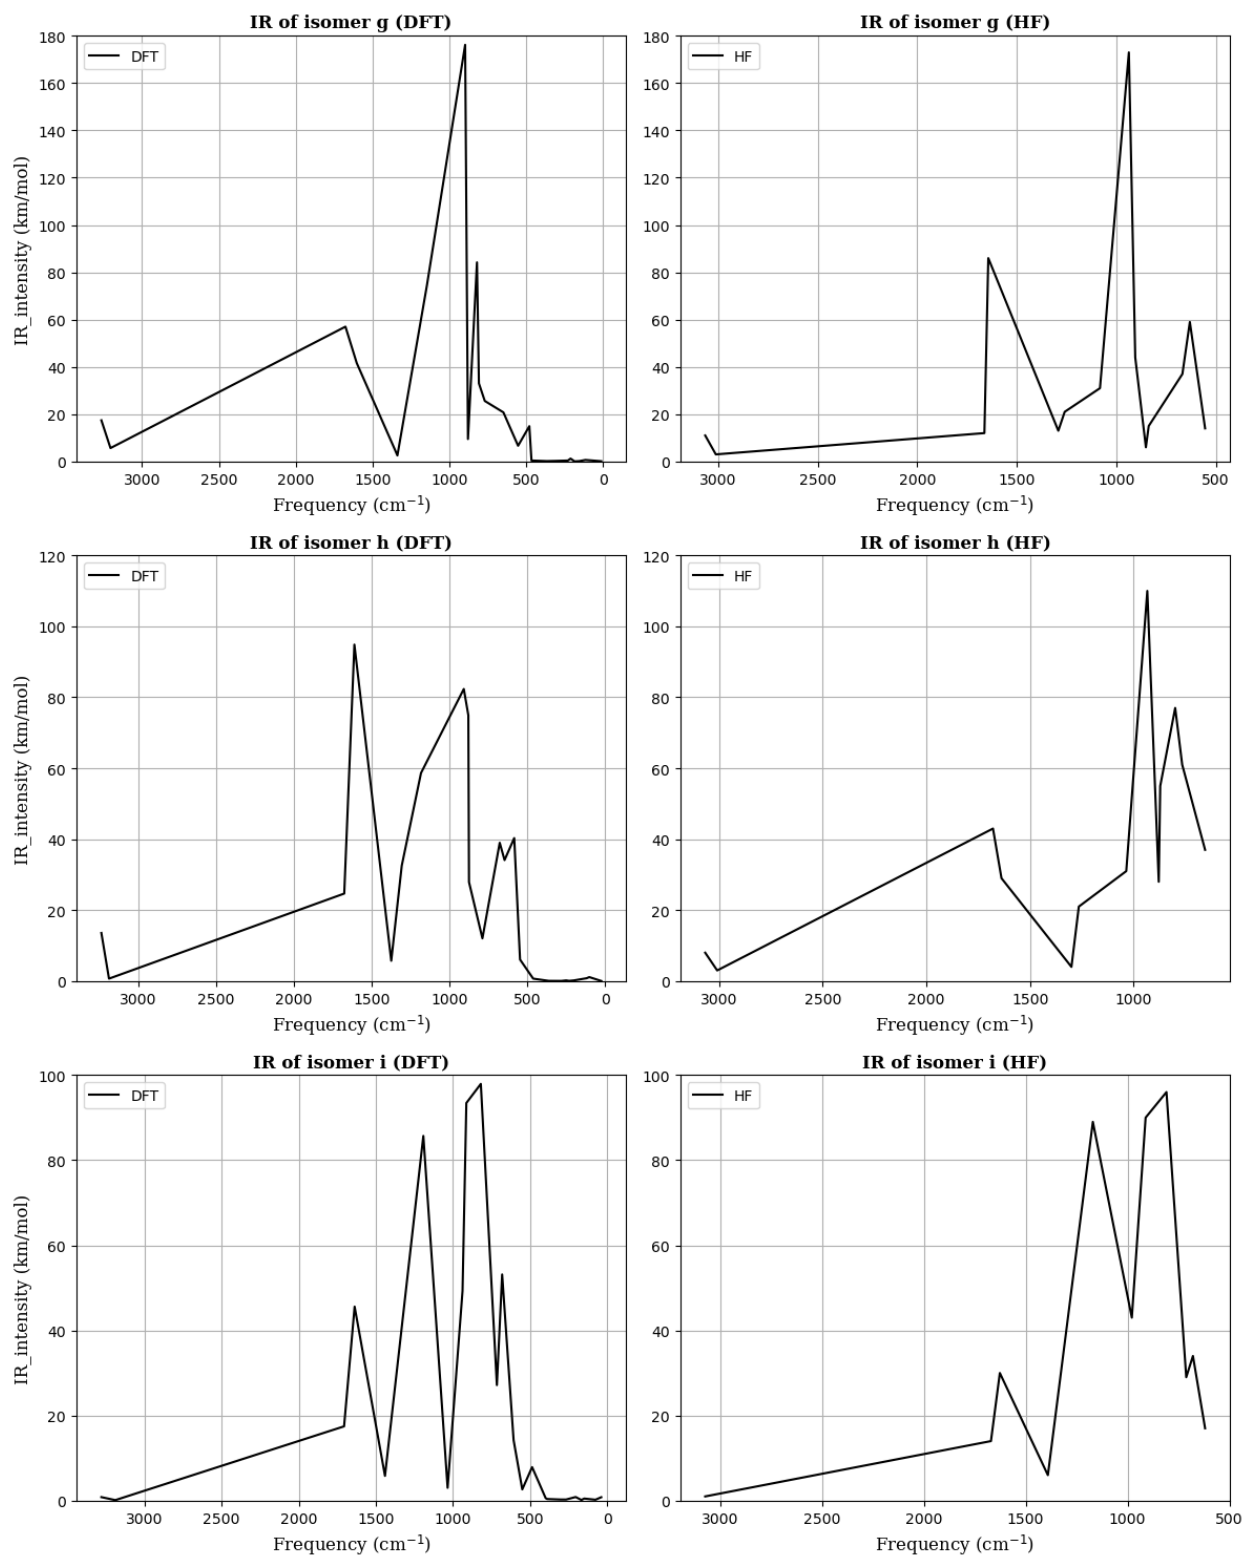 IR of isomer g (DFT)
IR_intensity (km/mol)
180
160
140
120
100
80
60
40
20
0
DFT
3000 2500 2000 1500 1000 500 0
Frequency (cm⁻¹)
IR of isomer g (HF)
180
160
140
120
100
80
60
40
20
0
HF
3000 2500 2000 1500 1000 500
Frequency (cm⁻¹)
IR of isomer h (DFT)
IR_intensity (km/mol)
120
100
80
60
40
20
0
DFT
3000 2500 2000 1500 1000 500 0
Frequency (cm⁻¹)
IR of isomer h (HF)
120
100
80
60
40
20
0
HF
3000 2500 2000 1500 1000
Frequency (cm⁻¹)
IR of isomer i (DFT)
IR_intensity (km/mol)
100
80
60
40
20
0
DFT
3000 2500 2000 1500 1000 500 0
Frequency (cm⁻¹)
IR of isomer i (HF)
100
80
60
40
20
0
HF
3000 2500 2000 1500 1000 500
Frequency (cm⁻¹)